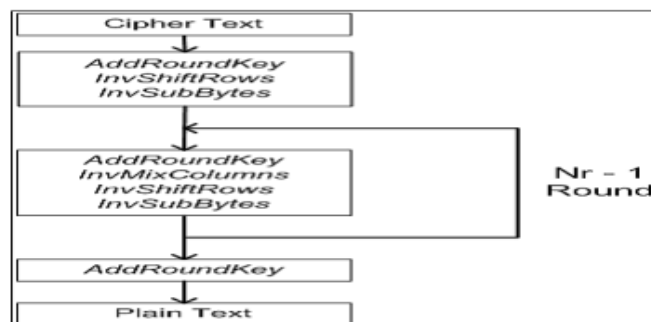 Cipher Text
AddRoundKey
InvShiftRows
InvSubBytes
AddRoundKey
InvMixColumns
InvShiftRows
InvSubBytes
Nr - 1
Round
AddRoundKey
Plain Text